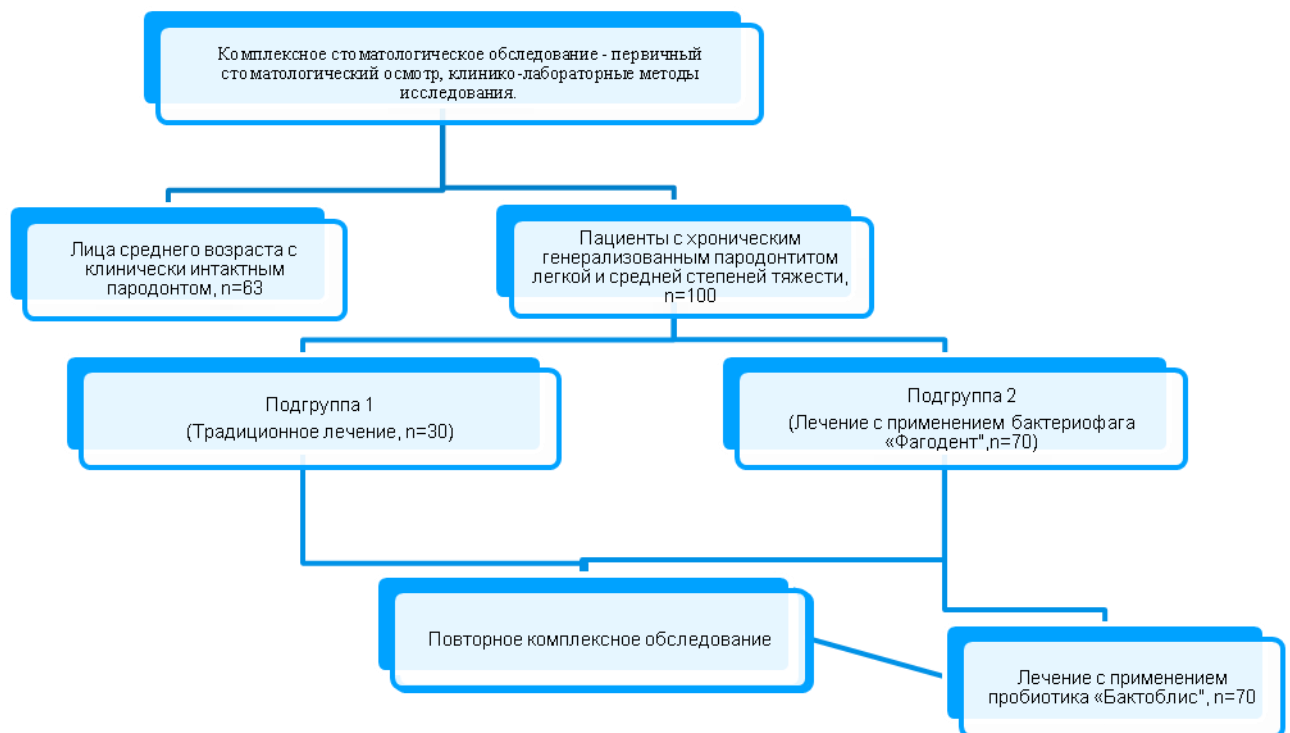 Комплексное стоматологическое обследование - первичный
стоматологический осмотр, клинико-лабораторные методы
исследования.
Лица среднего возраста с
клинически интактным
пародонтом, n=63
Пациенты с хроническим
генерализованным пародонтитом
легкой и средней степеней тяжести,
n=100
Подгруппа 1
(Традиционное лечение, n=30)
Подгруппа 2
(Лечение с применением бактериофага
«Фагодент",n=70)
Повторное комплексное обследование
Лечение с применением
пробиотика «Бактоблис", n=70